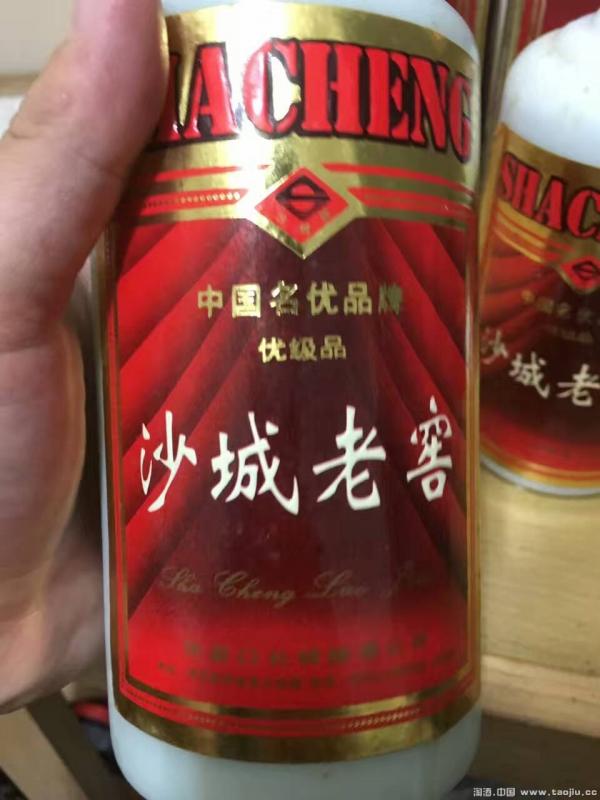 SHACHENG
中国名优品牌
优级品
沙城老窖
Sha Cheng Lao
SHAC
沙城老
淘酒.中国 www.taojiu.cc